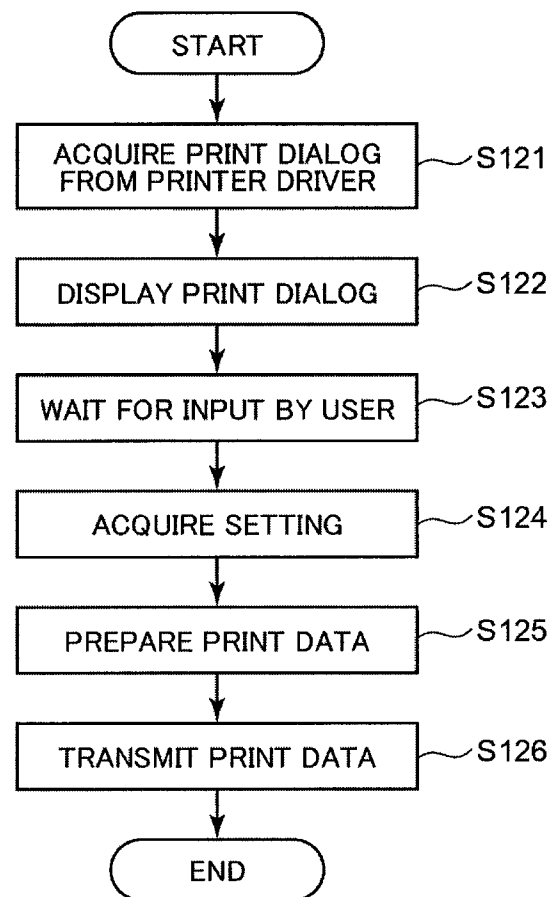 START
ACQUIRE PRINT DIALOG
FROM PRINTER DRIVER
S121
DISPLAY PRINT DIALOG
S122
WAIT FOR INPUT BY USER
S123
ACQUIRE SETTING
S124
PREPARE PRINT DATA
S125
TRANSMIT PRINT DATA
S126
END